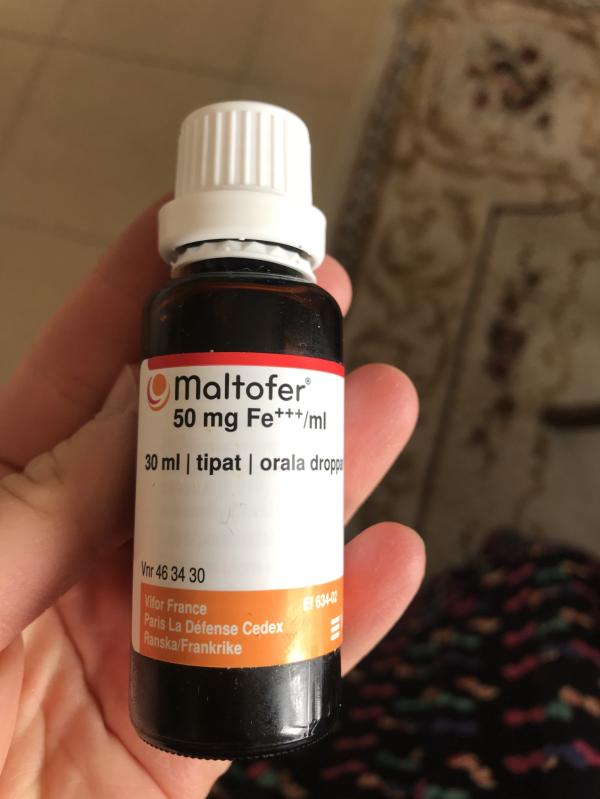 Maltofer®
50 mg Fe+++/ml
30 ml | tipat | orala droppar
Vnr 46 34 30
Vifor France
Paris La Défense Cedex
Ranska/Frankrike
EF 634-02